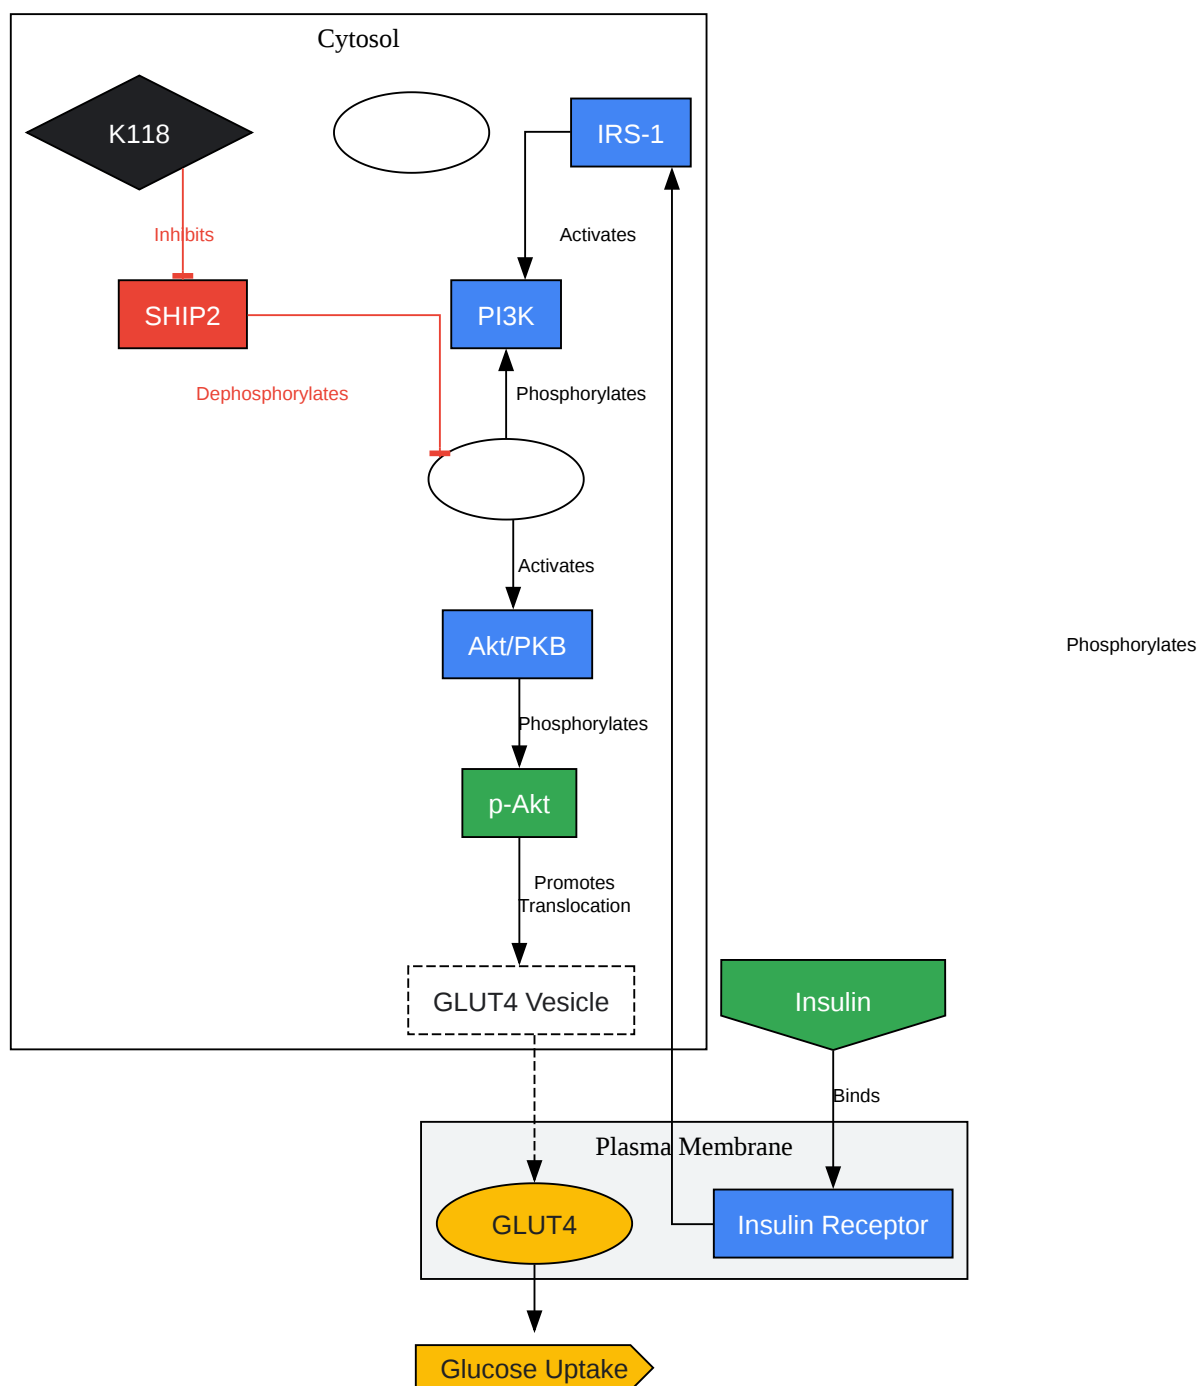 Cytosol
K118
IRS-1
Inhibits
Activates
SHIP2
PI3K
Dephosphorylates
Phosphorylates
Activates
Akt/PKB
Phosphorylates
Phosphorylates
p-Akt
Promotes
Translocation
GLUT4 Vesicle
Insulin
Binds
Plasma Membrane
GLUT4
Insulin Receptor
Glucose Uptake